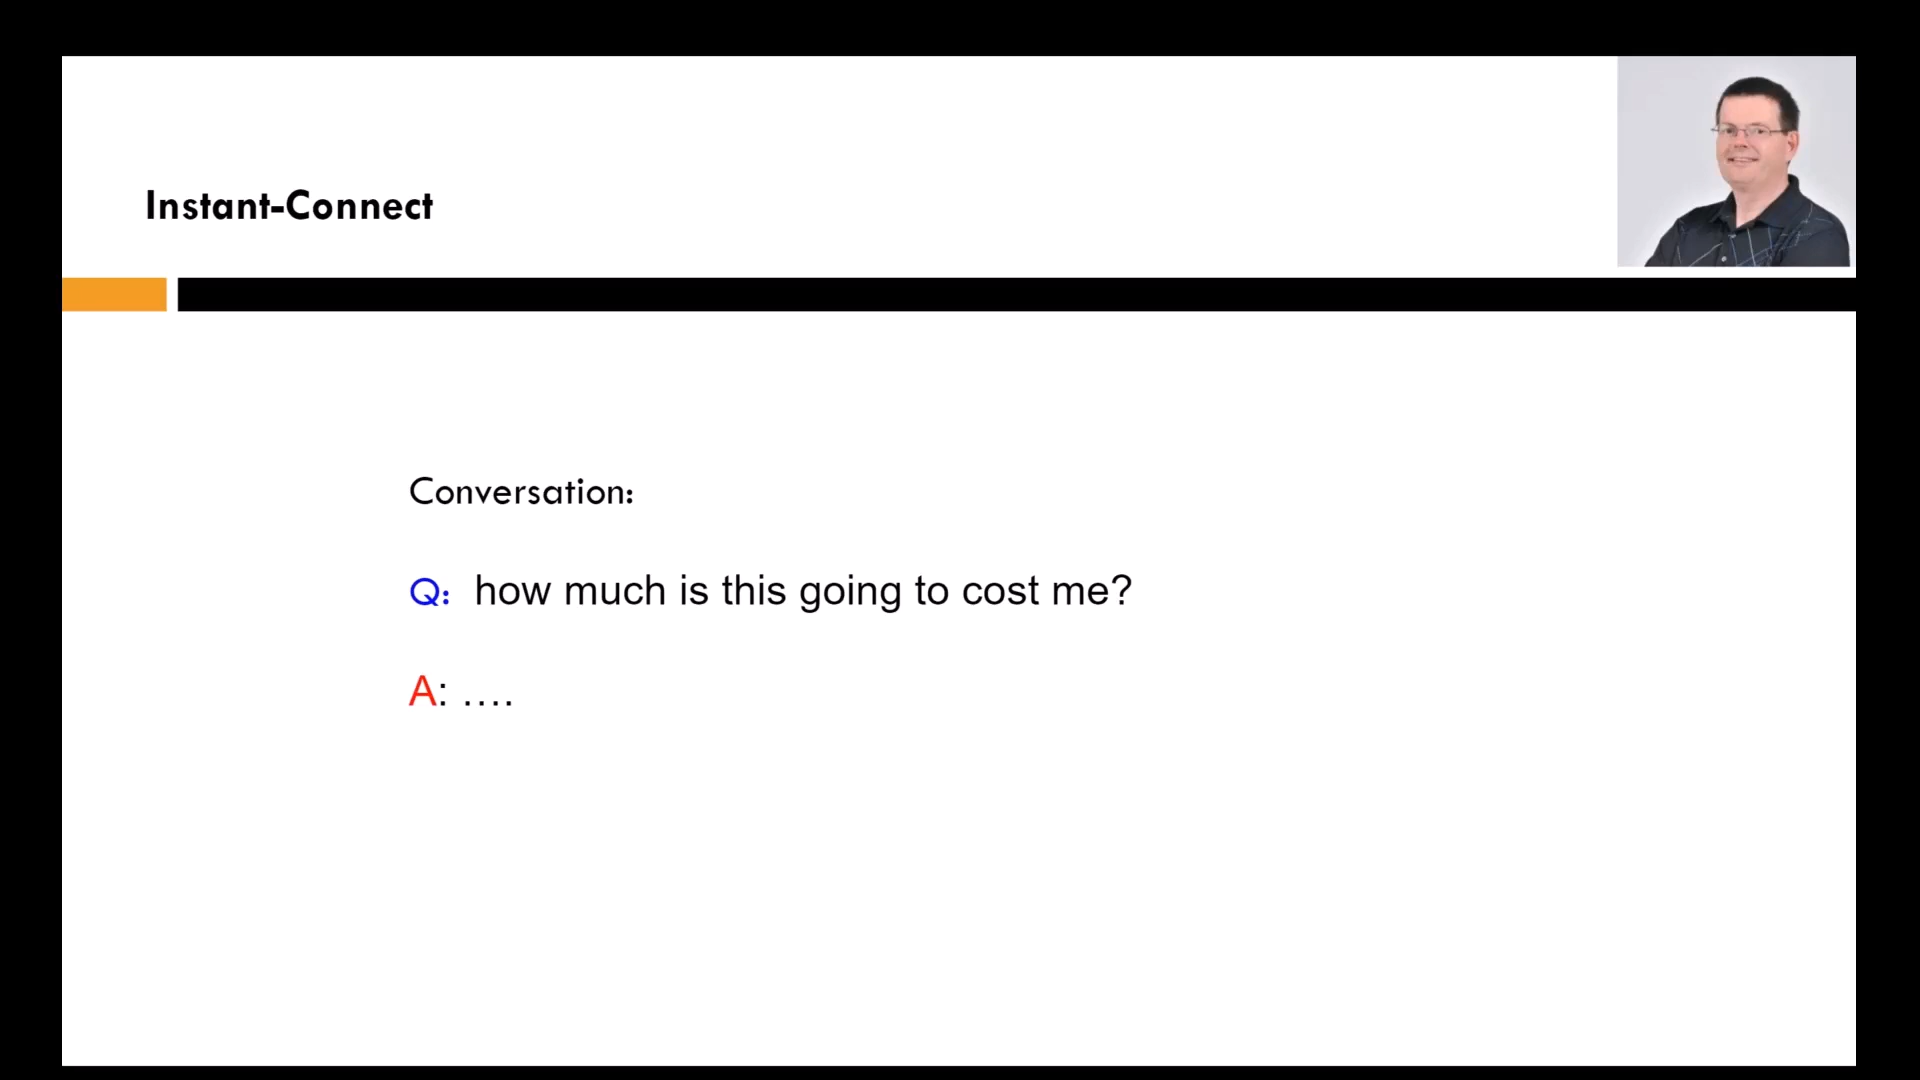 Instant-Connect
Conversation:
Q: how much is this going to cost me?
A: ....